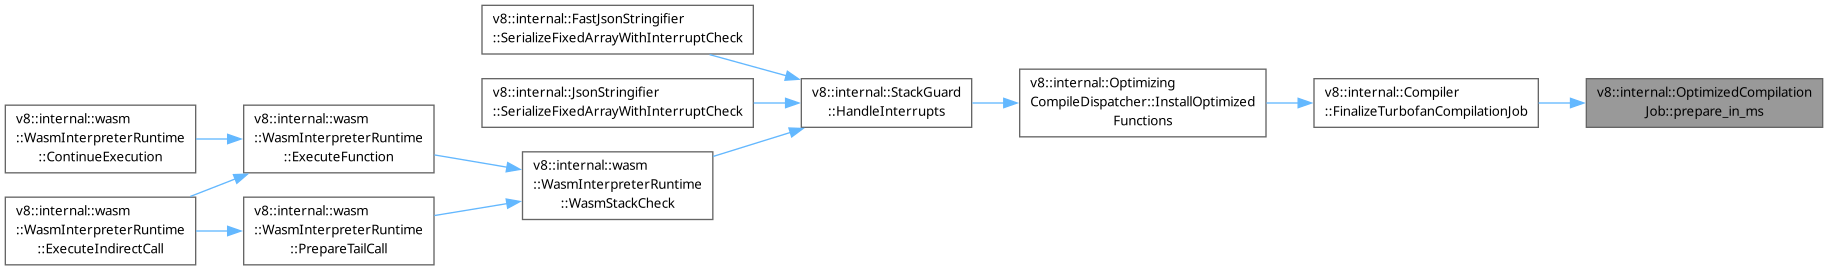 v8::internal::FastJsonStringifier
::SerializeFixedArrayWithInterruptCheck
v8::internal::JsonStringifier
::SerializeFixedArrayWithInterruptCheck
v8::internal::StackGuard
::HandleInterrupts
v8::internal::Optimizing
CompileDispatcher::InstallOptimized
Functions
v8::internal::Compiler
::FinalizeTurbofanCompilationJob
v8::internal::OptimizedCompilation
Job::prepare_in_ms
v8::internal::wasm
::WasmInterpreterRuntime
::ContinueExecution
v8::internal::wasm
::WasmInterpreterRuntime
::ExecuteFunction
v8::internal::wasm
::WasmInterpreterRuntime
::WasmStackCheck
v8::internal::wasm
::WasmInterpreterRuntime
::ExecuteIndirectCall
v8::internal::wasm
::WasmInterpreterRuntime
::PrepareTailCall